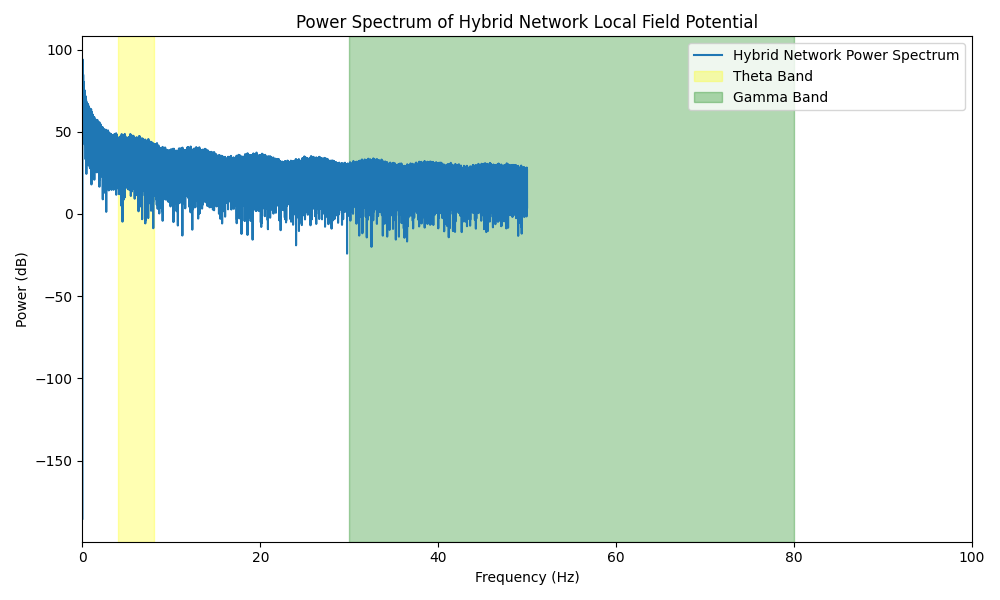 Power Spectrum of Hybrid Network Local Field Potential
Hybrid Network Power Spectrum
Theta Band
Gamma Band
Power (dB)
100
50
0
−50
−100
−150
0 20 40 60 80 100
Frequency (Hz)